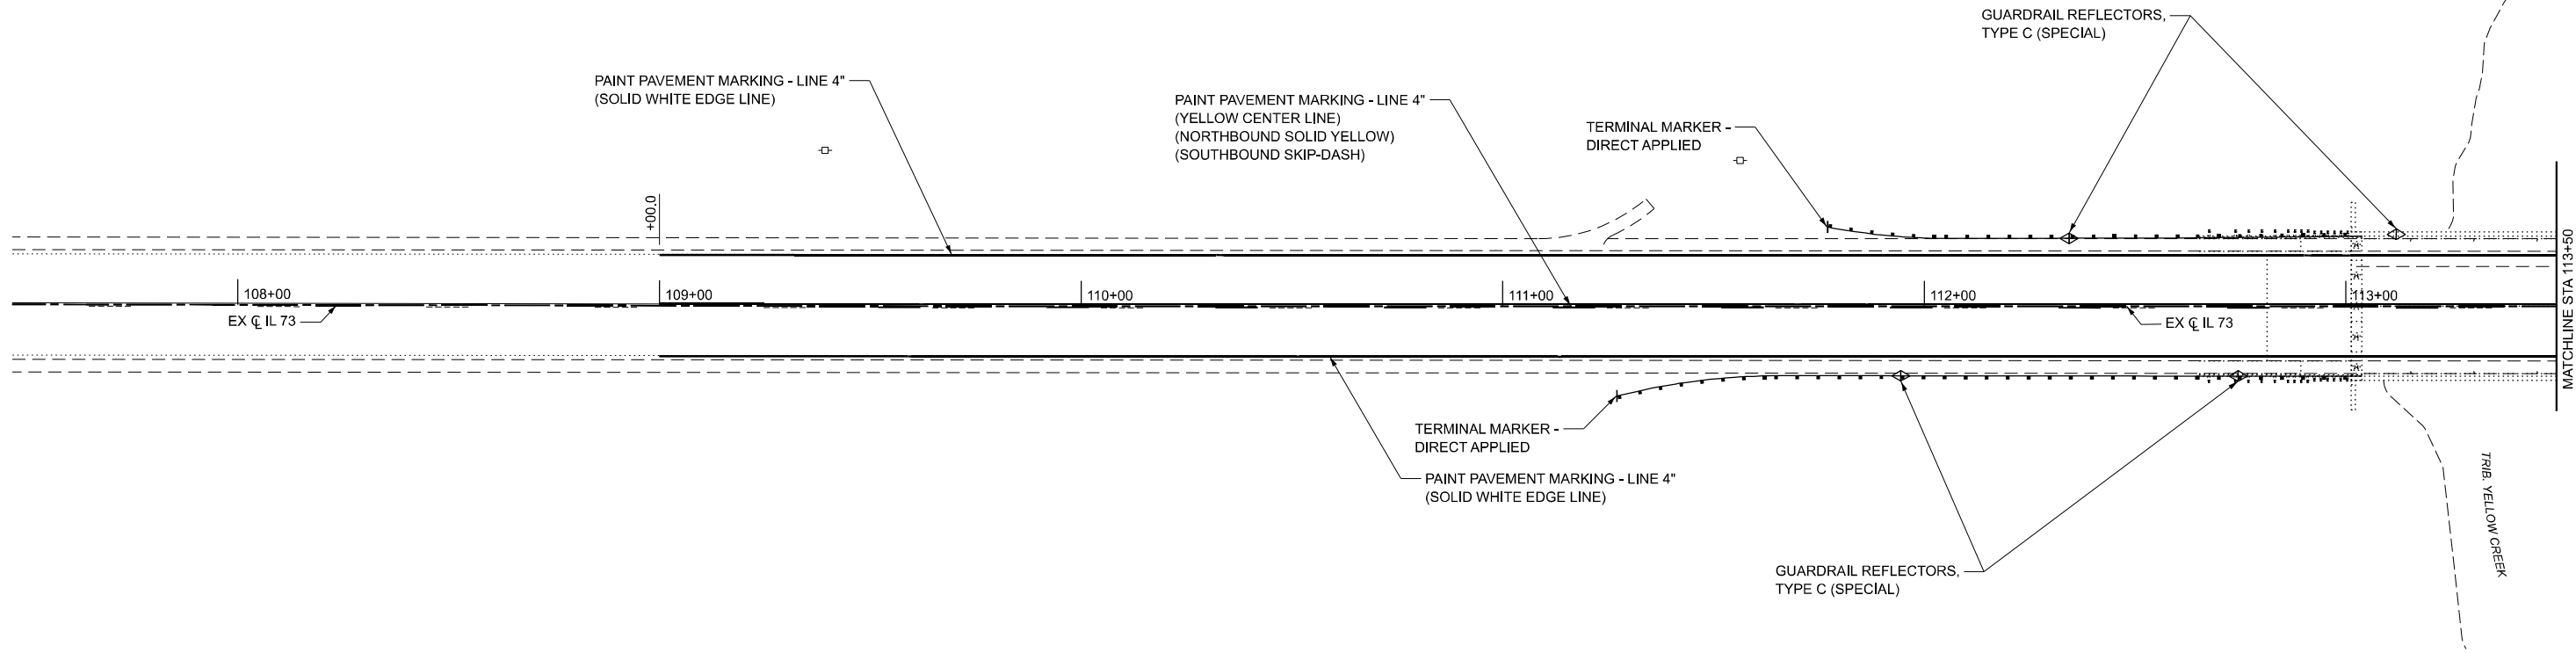 GUARDRAIL REFLECTORS,
TYPE C (SPECIAL)
PAINT PAVEMENT MARKING - LINE 4"
(SOLID WHITE EDGE LINE)
PAINT PAVEMENT MARKING - LINE 4"
(YELLOW CENTER LINE)
(NORTHBOUND SOLID YELLOW)
(SOUTHBOUND SKIP-DASH)
TERMINAL MARKER -
DIRECT APPLIED
+00.0
108+00
109+00
110+00
111+00
112+00
113+00
EX ℄ IL 73
EX ℄ IL 73
MATCHLINE STA 113+50
TERMINAL MARKER -
DIRECT APPLIED
PAINT PAVEMENT MARKING - LINE 4"
(SOLID WHITE EDGE LINE)
TRIB. YELLOW CREEK
GUARDRAIL REFLECTORS,
TYPE C (SPECIAL)